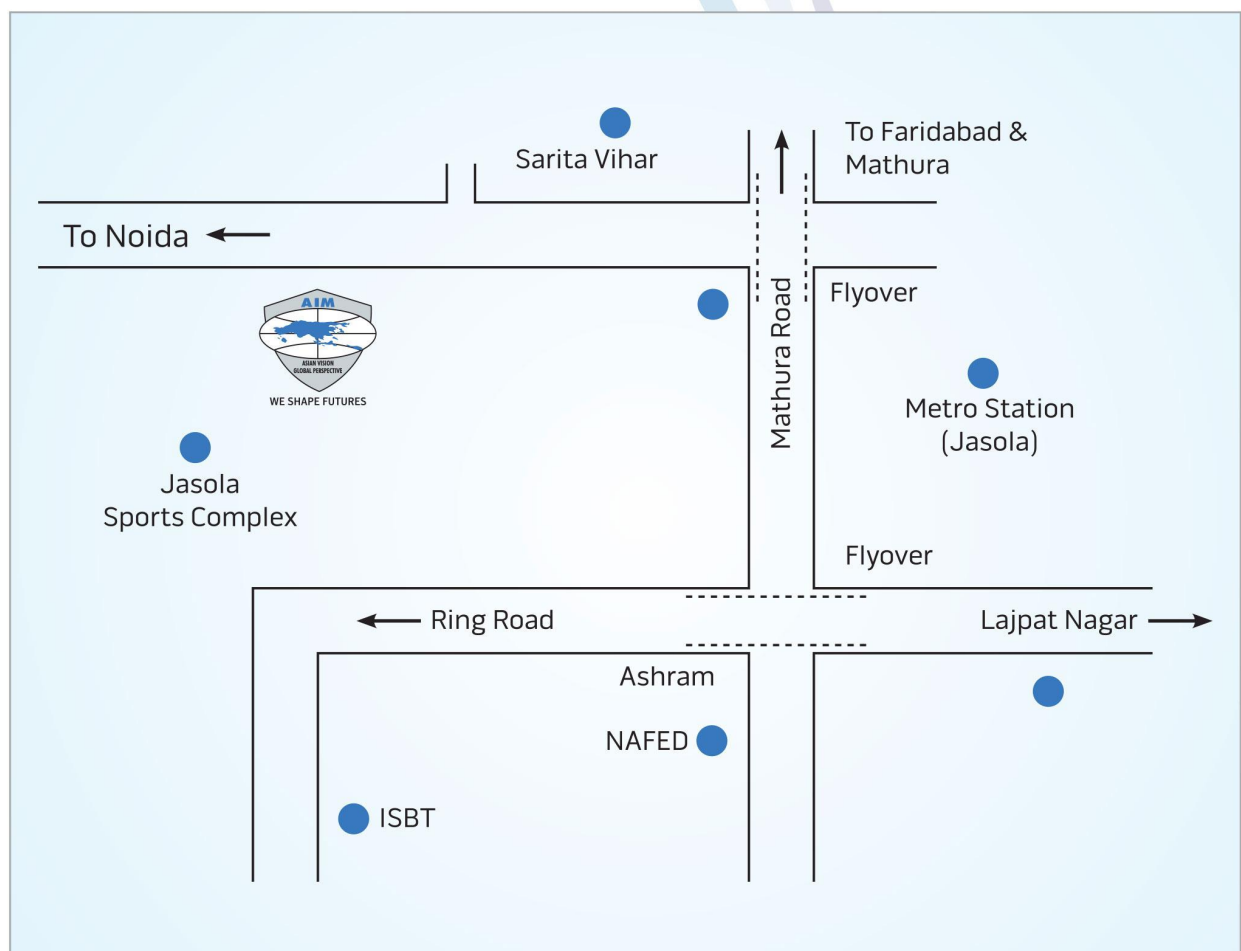 Sarita Vihar
To Faridabad &
Mathura
To Noida
AIM
ASIAN VISION
GLOBAL PERSPECTIVE
WE SHAPE FUTURES
Mathura Road
Flyover
Metro Station
(Jasola)
Jasola
Sports Complex
Flyover
Ring Road
Lajpat Nagar
Ashram
NAFED
ISBT